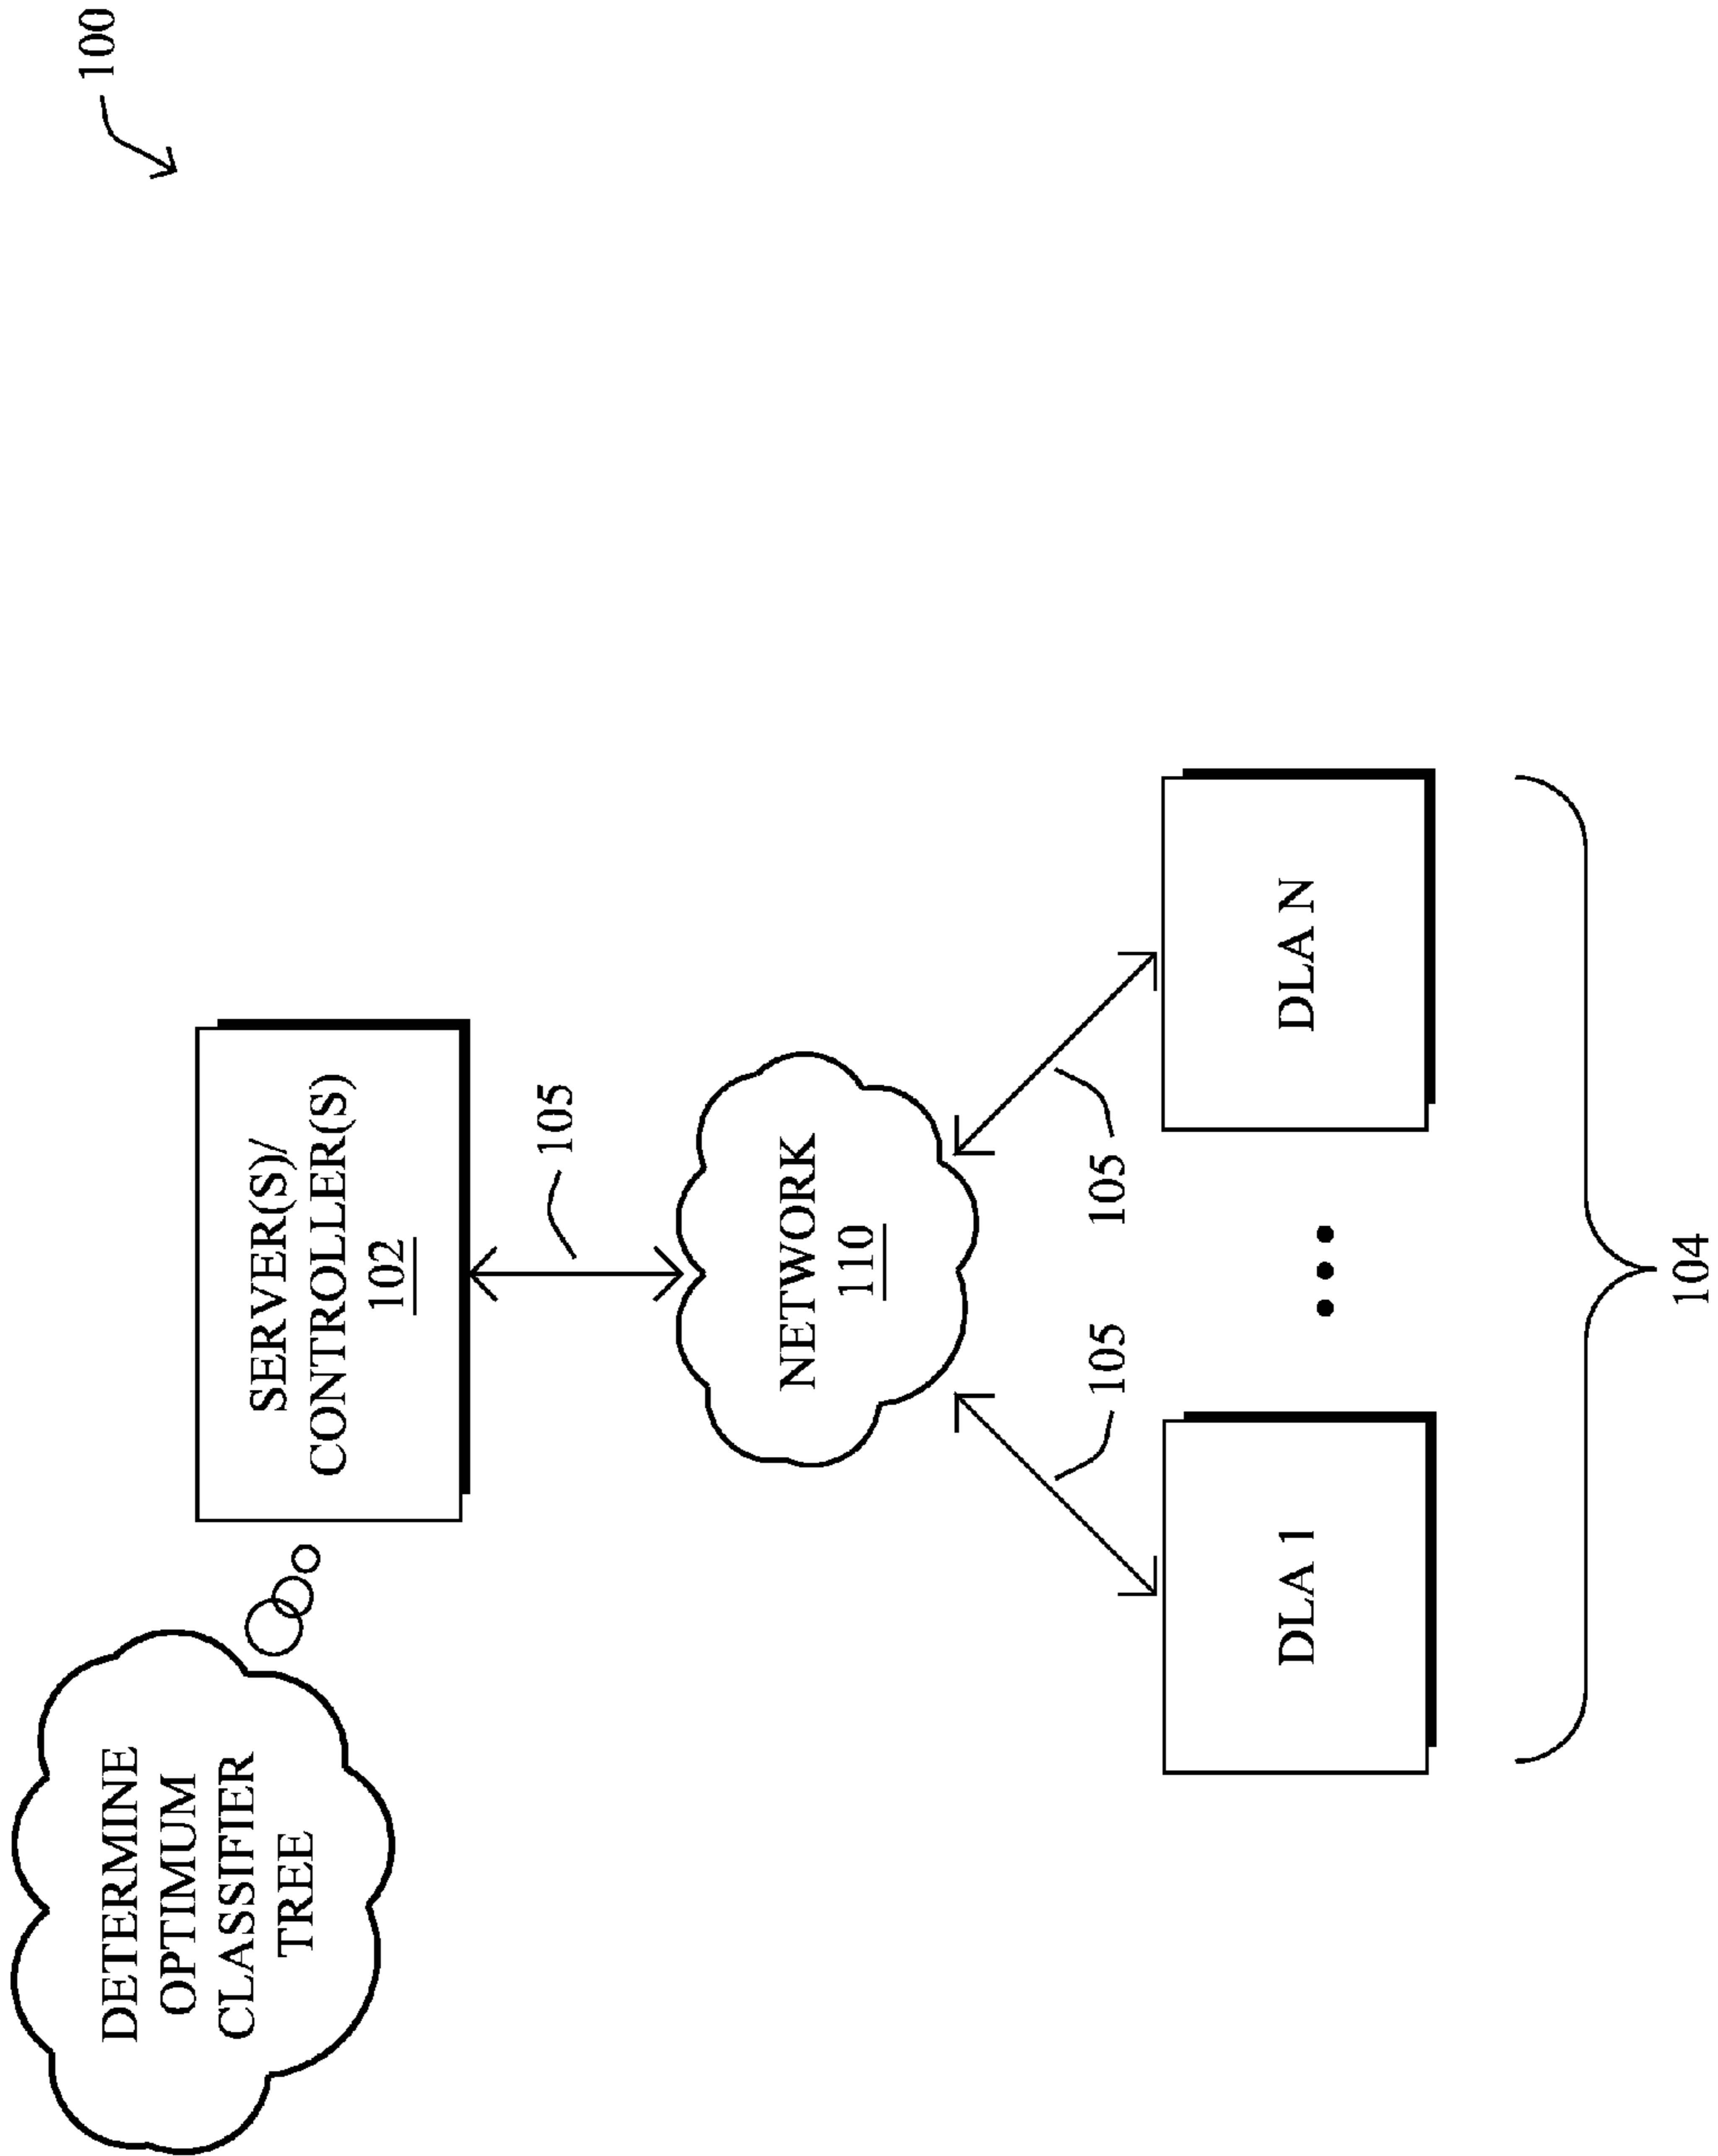 100
DETERMINE
OPTIMUM
CLASSIFIER
TREE
SERVER(S)/
CONTROLLER(S)
102
105
NETWORK
110
105
105
DLA 1
DLA N
104